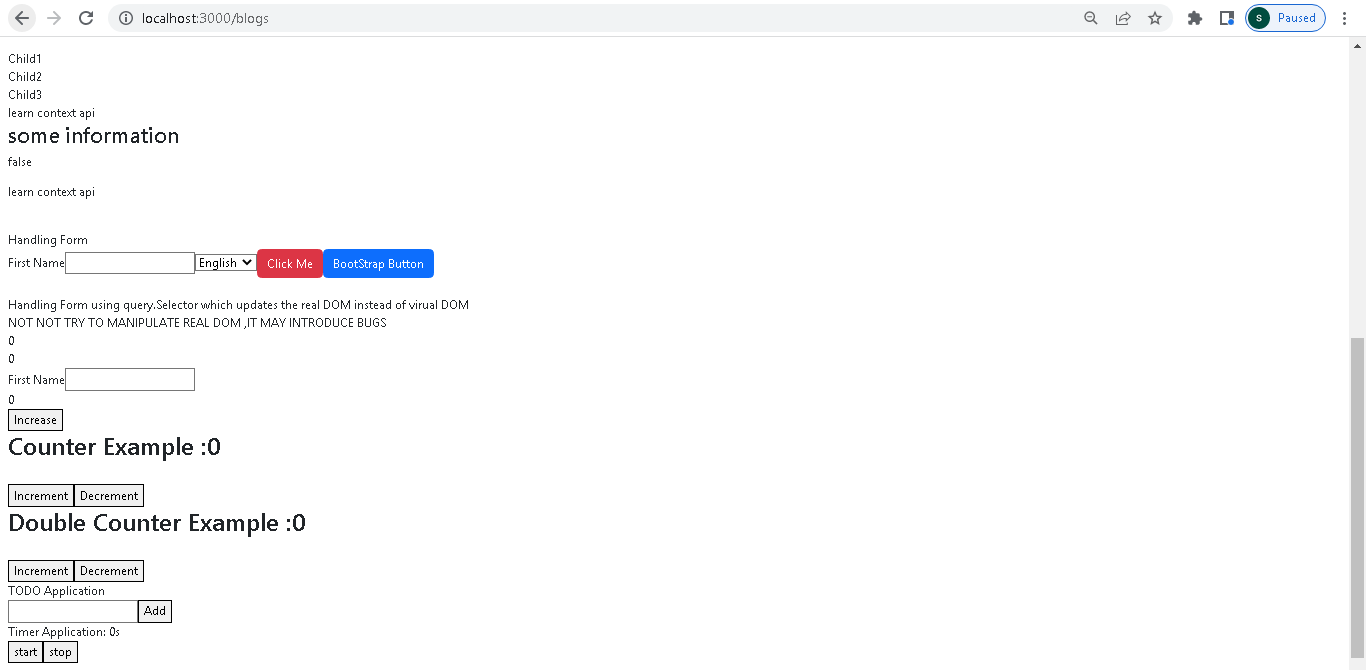 localhost:3000/blogs
S Paused
Child1
Child2
Child3
learn context api
some information
false
learn context api
Handling Form
First Name English Click Me BootStrap Button
Handling Form using query.Selector which updates the real DOM instead of virual DOM
NOT NOT TRY TO MANIPULATE REAL DOM ,IT MAY INTRODUCE BUGS
0
0
First Name
0
Increase
Counter Example :0
Increment Decrement
Double Counter Example :0
Increment Decrement
TODO Application
Add
Timer Application: 0s
start stop